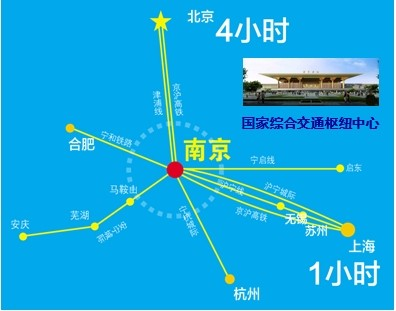 北京
4小时
国家综合交通枢纽中心
津浦线
京沪高铁
合肥
宁和铁路
南京
宁启线
启东
马鞍山
沪宁城际
京沪线
京沪高铁
无锡
芜湖
安庆
苏州
上海
宁杭城际
1小时
杭州